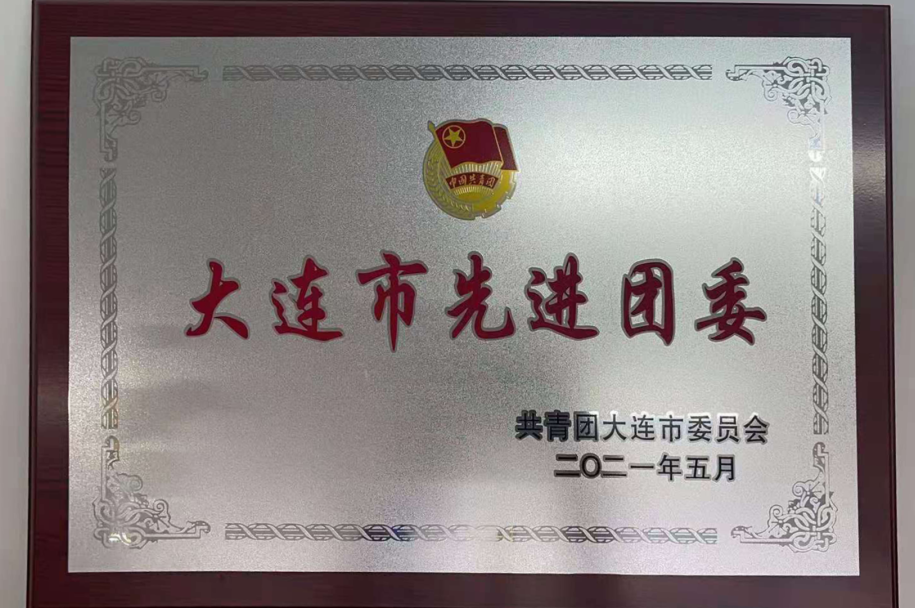 中国共青团
大连市先进团委
共青团大连市委员会
二〇二一年五月